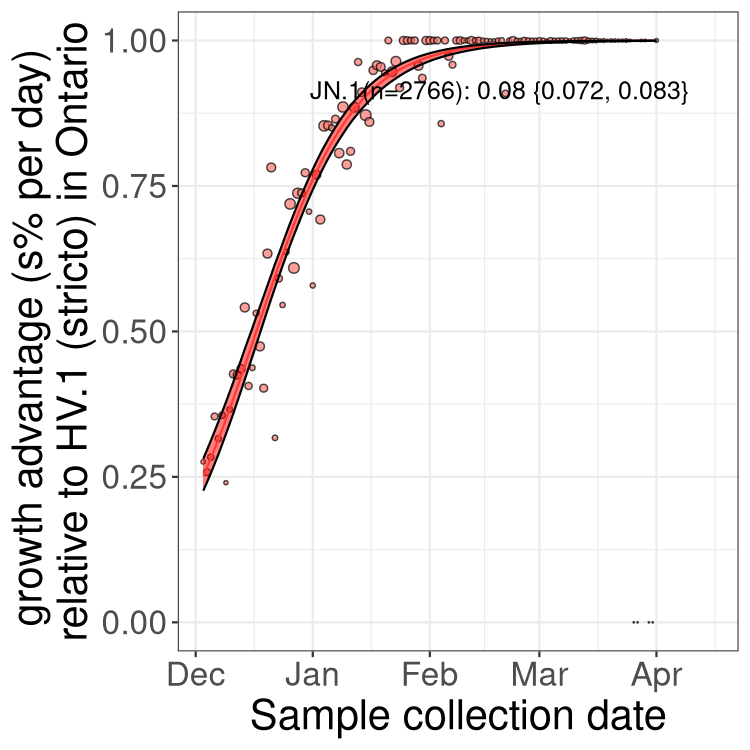 growth advantage (s% per day)
relative to HV.1 (stricto) in Ontario
1.00
0.75
0.50
0.25
0.00
JN.1(n=2766): 0.08 {0.072, 0.083}
Dec Jan Feb Mar Apr
Sample collection date